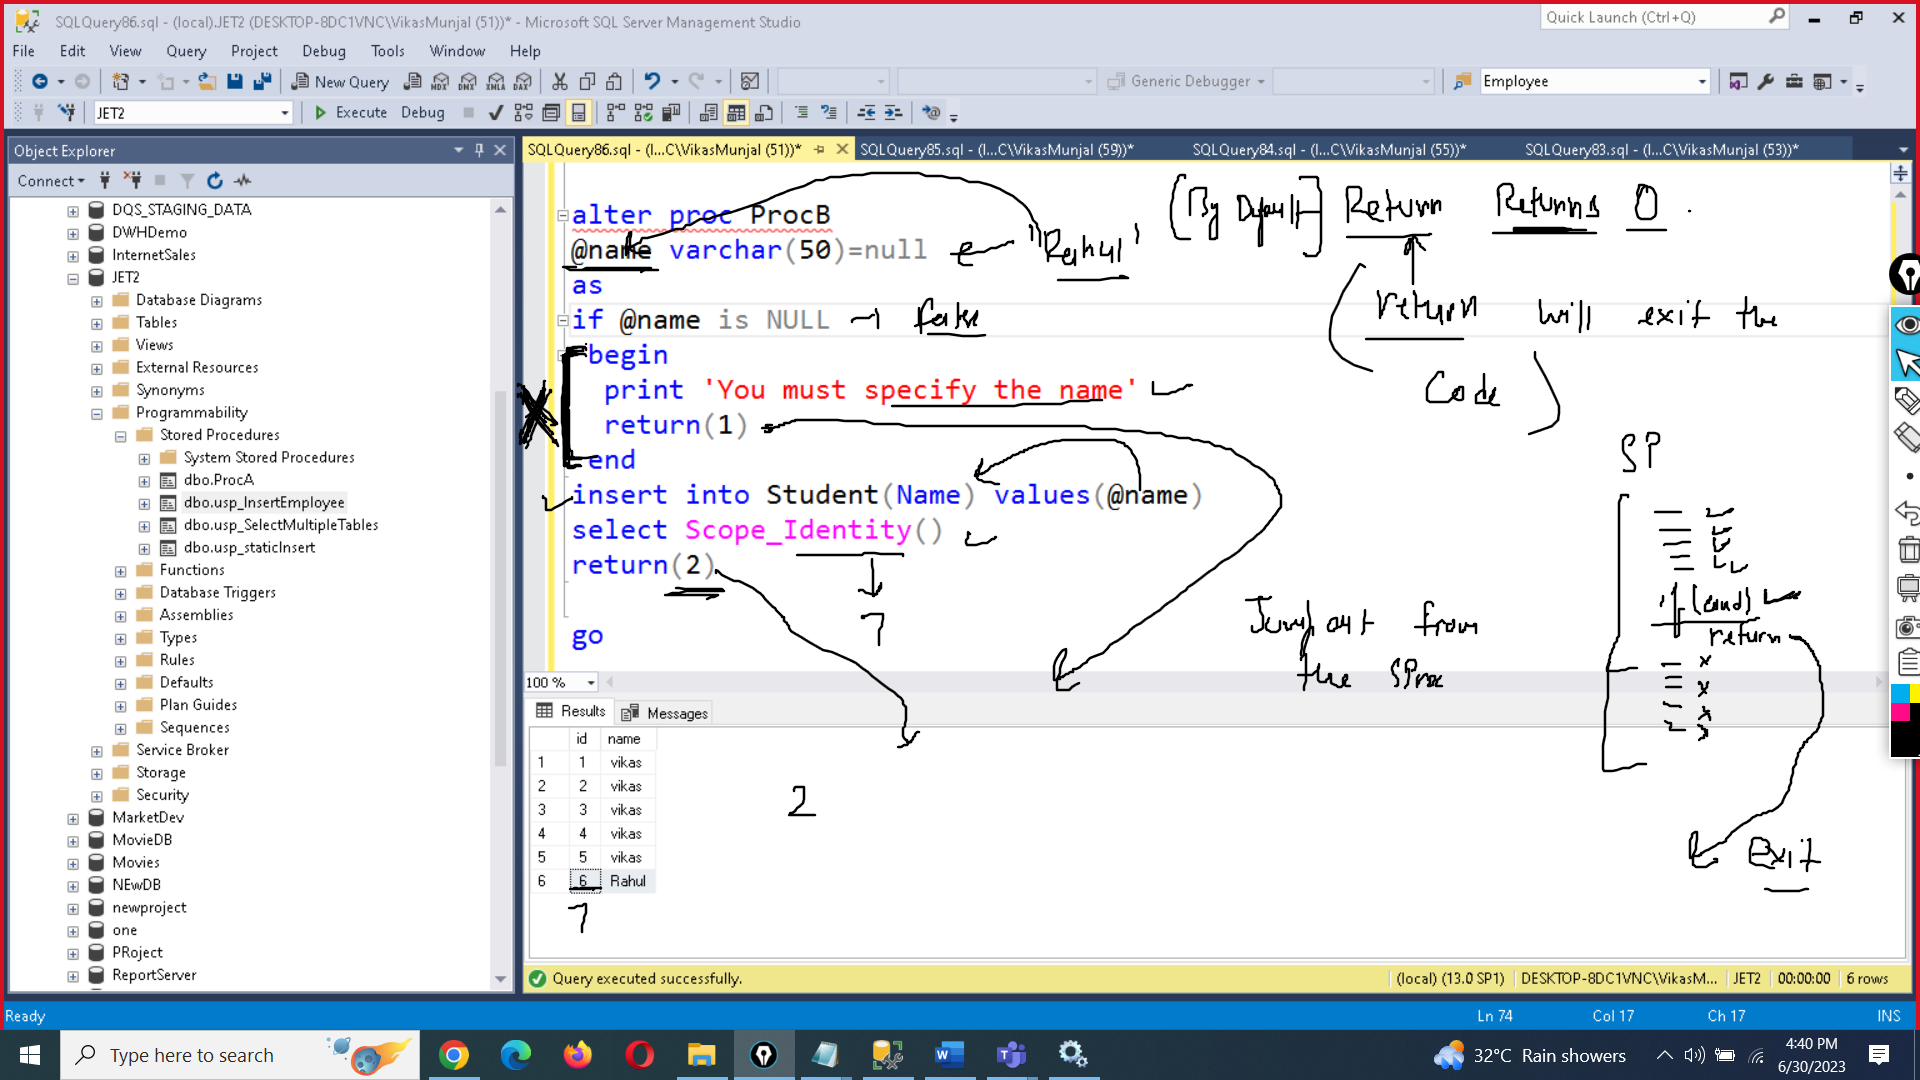 SQLQuery86.sql - (local).JET2 (DESKTOP-8DC1VNC\VikasMunjal (51))* - Microsoft SQL Server Management Studio
Quick Launch (Ctrl+Q)
File Edit View Query Project Debug Tools Window Help
New Query
MDX DMX XMLA DAX
Generic Debugger
Employee
JET2
Execute Debug
Object Explorer
Connect
DQS_STAGING_DATA
DWHDemo
InternetSales
JET2
Database Diagrams
Tables
Views
External Resources
Synonyms
Programmability
Stored Procedures
System Stored Procedures
dbo.ProcA
dbo.usp_InsertEmployee
dbo.usp_SelectMultipleTables
dbo.usp_staticInsert
Functions
Database Triggers
Assemblies
Types
Rules
Defaults
Plan Guides
Sequences
Service Broker
Storage
Security
MarketDev
MovieDB
Movies
NEwDB
newproject
one
PRoject
ReportServer
SQLQuery86.sql - (l...C\VikasMunjal (51))* SQLQuery85.sql - (l...C\VikasMunjal (59))* SQLQuery84.sql - (l...C\VikasMunjal (55))* SQLQuery83.sql - (l...C\VikasMunjal (53))*
alter proc ProcB
@name varchar(50)=null
as
if @name is NULL
begin
print 'You must specify the name'
return(1)
end
insert into Student(Name) values(@name)
select Scope_Identity()
return(2)
go
"Rahul"
[By Default] Return Returns 0.
(return will exit the
Code)
7
Jump out from
the SProc
SP
if (cond)
return
Exit
2
7
100 %
Results Messages
id name
1 1 vikas
2 2 vikas
3 3 vikas
4 4 vikas
5 5 vikas
6 6 Rahul
Query executed successfully.
(local) (13.0 SP1) DESKTOP-8DC1VNC\VikasM... JET2 00:00:00 6 rows
Ready Ln 74 Col 17 Ch 17 INS
Type here to search
32°C Rain showers
4:40 PM
6/30/2023